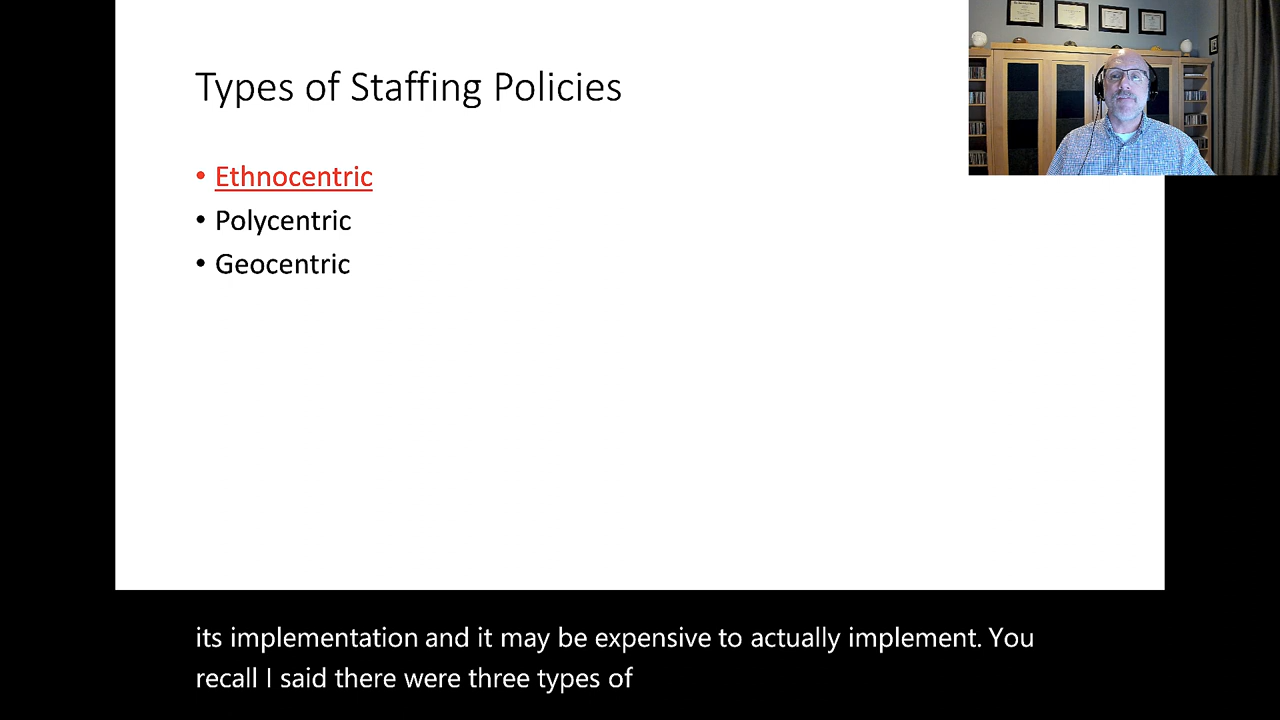 Types of Staffing Policies
• Ethnocentric
• Polycentric
• Geocentric
its implementation and it may be expensive to actually implement. You
recall I said there were three types of